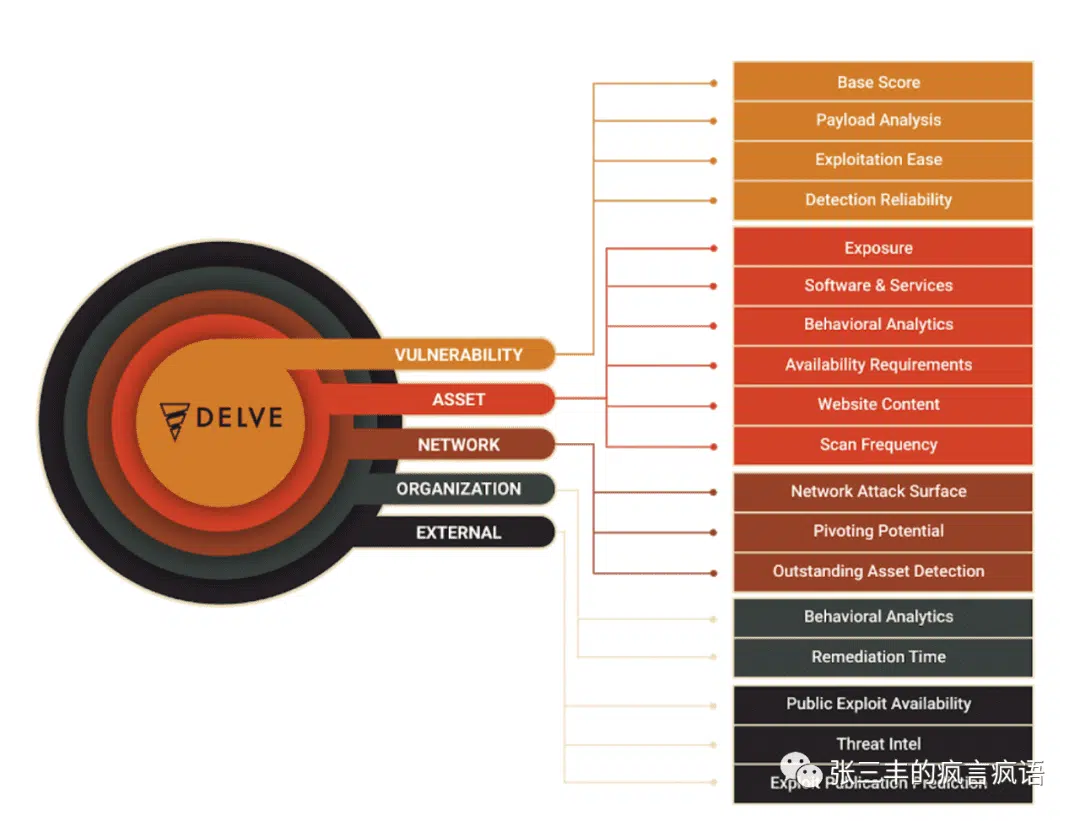 DELVE
VULNERABILITY
ASSET
NETWORK
ORGANIZATION
EXTERNAL
Base Score
Payload Analysis
Exploitation Ease
Detection Reliability
Exposure
Software & Services
Behavioral Analytics
Availability Requirements
Website Content
Scan Frequency
Network Attack Surface
Pivoting Potential
Outstanding Asset Detection
Behavioral Analytics
Remediation Time
Public Exploit Availability
Threat Intel
Exploit Publication Prediction
张三丰的疯言疯语